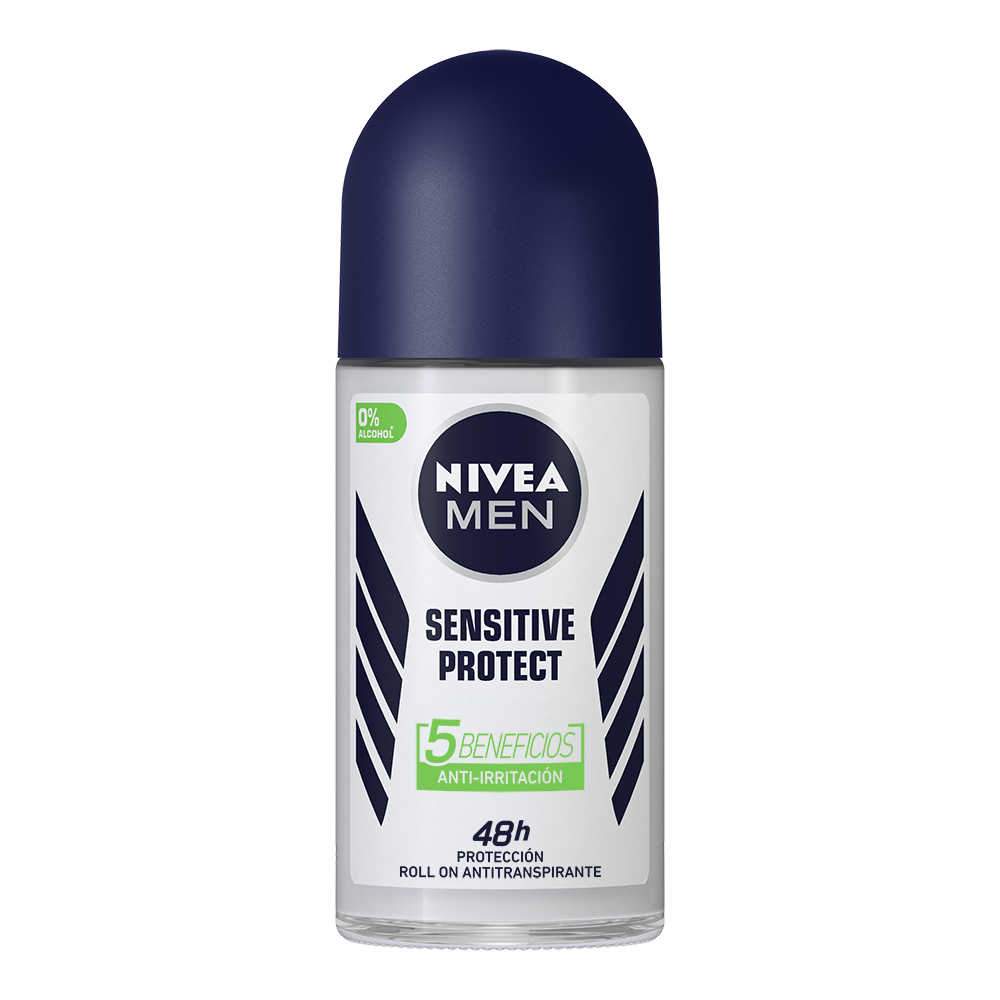 0%
ALCOHOL*
NIVEA
MEN
SENSITIVE
PROTECT
5 BENEFICIOS
ANTI-IRRITACIÓN
48h
PROTECCIÓN
ROLL ON ANTITRANSPIRANTE